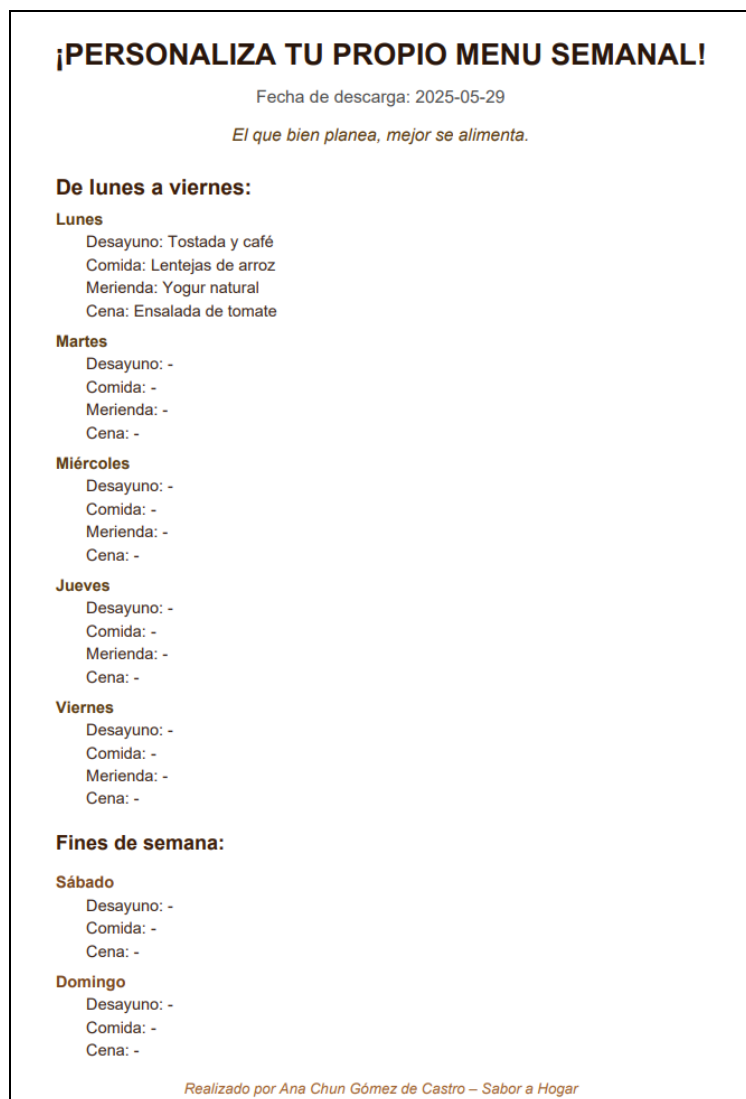 ¡PERSONALIZA TU PROPIO MENU SEMANAL!
Fecha de descarga: 2025-05-29
El que bien planea, mejor se alimenta.
De lunes a viernes:
Lunes
Desayuno: Tostada y café
Comida: Lentejas de arroz
Merienda: Yogur natural
Cena: Ensalada de tomate
Martes
Desayuno: -
Comida: -
Merienda: -
Cena: -
Miércoles
Desayuno: -
Comida: -
Merienda: -
Cena: -
Jueves
Desayuno: -
Comida: -
Merienda: -
Cena: -
Viernes
Desayuno: -
Comida: -
Merienda: -
Cena: -
Fines de semana:
Sábado
Desayuno: -
Comida: -
Cena: -
Domingo
Desayuno: -
Comida: -
Cena: -
Realizado por Ana Chun Gómez de Castro – Sabor a Hogar